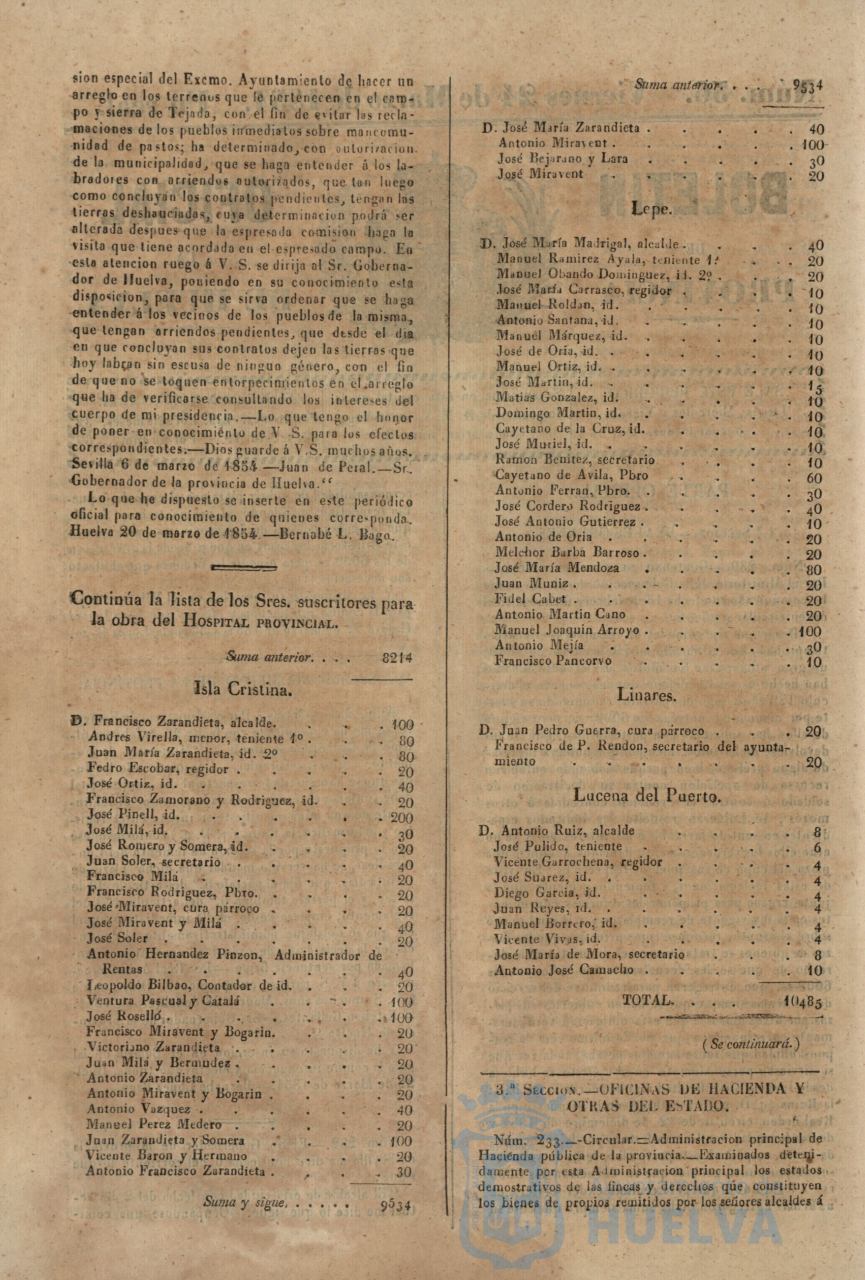 sion especial del Excmo. Ayuntamiento de hacer un
arreglo en los terrenos que le pertenecen en el cam-
po y sierra de Tejada, con el fin de evitar las recla-
maciones de los pueblos inmediatos sobre mancomu-
nidad de pastos; ha determinado, con autorizacion
de la municipalidad, que se haga entender á los la-
bradores con arriendos autorizados, que tan luego
como concluyan los contratos pendientes, tengan las
tierras deshauciadas, cuya determinacion podrá ser
alterada despues que la espresada comision haga la
visita que tiene acordada en el espresado campo. En
esta atencion ruego á V. S. se dirija al Sr. Goberna-
dor de Huelva, poniendo en su conocimiento esta
disposicion, para que se sirva ordenar que se haga
entender á los vecinos de los pueblos de la misma,
que tengan arriendos pendientes, que desde el dia
en que concluyan sus contratos dejen las tierras que
hoy labran sin escusa de ningun género, con el fin
de que no se toquen entorpecimientos en el arreglo
que ha de verificarse consultando los intereses del
cuerpo de mi presidencia.—Lo que tengo el honor
de poner en conocimiénto de V. S. para los efectos
correspondientes.—Dios guarde á V.S. muchos años.
Sevilla 6 de marzo de 1854—Juan de Peral.—Sr.
Gobernador de la provincia de Huelva.“
Lo que he dispuesto se inserte en este periódico
oficial para conocimiento de quienes corresponda.
Huelva 20 de marzo de 1854.—Bernabé L. Bago.
Continúa la lista de los Sres. suscritores para
la obra del HOSPITAL PROVINCIAL.
Suma anterior. . . . 8214
Isla Cristina.
D. Francisco Zarandieta, alcalde. . . . 100
Andres Virella, menor, teniente 1º . . . 80
Juan María Zarandieta, id. 2º . . . 80
Pedro Escobar, regidor . . . . . 20
José Ortiz, id. . . . . . . 40
Francisco Zamorano y Rodriguez, id. . . 20
José Pinell, id. . . . . . . 200
José Milá, id. . . . . . . 30
José Romero y Somera, id. . . . . 20
Juan Soler, secretario . . . . . 40
Francisco Milá . . . . . . 20
Francisco Rodriguez, Pbro. . . . . 20
José Miravent, cura párroco . . . . 20
José Miravent y Milá . . . . . 40
José Soler . . . . . . . 20
Antonio Hernandez Pinzon, Administrador de
Rentas . . . . . . . 40
Leopoldo Bilbao, Contador de id. . . . 20
Ventura Pascual y Catalá . . . . 100
José Roselló . . . . . . . 100
Francisco Miravent y Bogarin. . . . 20
Victoriano Zarandieta . . . . . 20
Juan Milá y Bermudez . . . . . 20
Antonio Zarandieta . . . . . 20
Antonio Miravent y Bogarin . . . . 20
Antonio Vazquez . . . . . . 40
Manuel Perez Medero . . . . . 20
Juan Zarandieta y Somera . . . . 100
Vicente Baron y Hermano . . . . 20
Antonio Francisco Zarandieta . . . . 30
Suma y sigue. . . . . . 9534
Suma anterior. . . . . 9534
D. José María Zarandieta . . . . . 40
Antonio Miravent . . . . . . 100
José Bejarano y Lara . . . . . 30
José Miravent . . . . . . 20
Lepe.
D. José María Madrigal, alcalde . . . . 40
Manuel Ramirez Ayala, teniente 1.º . . . 20
Manuel Obando Dominguez, id. 2º . . . 20
José María Carrasco, regidor . . . . 10
Manuel Roldan, id. . . . . . 10
Antonio Santana, id. . . . . . 10
Manuel Márquez, id. . . . . . 10
José de Oria, id. . . . . . . 10
Manuel Ortiz, id. . . . . . . 10
José Martin, id. . . . . . . 15
Matias Gonzalez, id. . . . . . 10
Domingo Martin, id. . . . . . 10
Cayetano de la Cruz, id. . . . . 10
José Muriel, id. . . . . . . 10
Ramon Benitez, secretario . . . . 10
Cayetano de Avila, Pbro . . . . 60
Antonio Ferran, Pbro. . . . . . 30
José Cordero Rodriguez . . . . . 40
José Antonio Gutierrez . . . . . 10
Antonio de Oria . . . . . . 20
Melchor Barba Barroso . . . . . 20
José María Mendoza . . . . . 80
Juan Muniz . . . . . . . 20
Fidel Cabet . . . . . . . 20
Antonio Martin Cano . . . . . 20
Manuel Joaquin Arroyo . . . . . 100
Antonio Mejía . . . . . . 30
Francisco Pancorvo . . . . . 10
Linares.
D. Juan Pedro Guerra, cura párroco . . . 20
Francisco de P. Rendon, secretario del ayunta-
miento . . . . . . . 20
Lucena del Puerto.
D. Antonio Ruiz, alcalde . . . . 8
José Pulido, teniente . . . . . 6
Vicente Garrochena, regidor . . . . 4
José Suarez, id. . . . . . . 4
Diego Garcia, id. . . . . . 4
Juan Reyes, id. . . . . . . 4
Manuel Borrero, id. . . . . . 4
Vicente Vivas, id. . . . . . 4
José María de Mora, secretario . . . 8
Antonio José Camacho . . . . . 10
TOTAL. . . . 10485
(Se continuará.)
3.ª SECCION.—OFICINAS DE HACIENDA Y
OTRAS DEL ESTADO.
Núm. 233.—Circular.=Administracion principal de
Hacienda pública de la provincia.—Examinados deteni-
damente por esta Administracion principal los estados
demostrativos de las fincas y derechos que constituyen
los bienes de propios remitidos por los señores alcaldes á
HUELVA